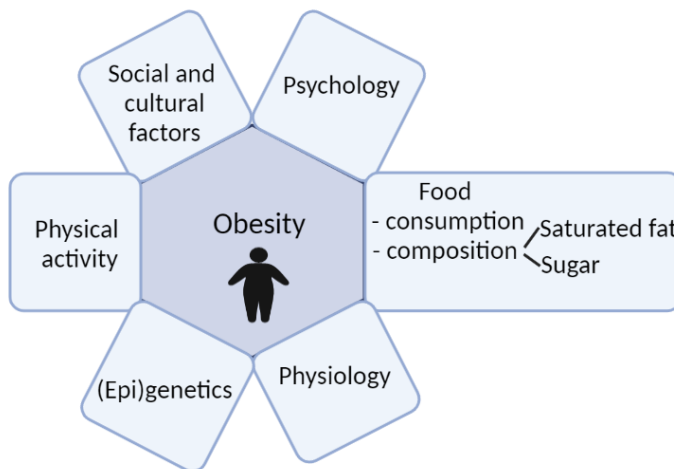 Social and
cultural
factors
Psychology
Physical
activity
Obesity
Food
- consumption
- composition
Saturated fat
Sugar
(Epi)genetics
Physiology